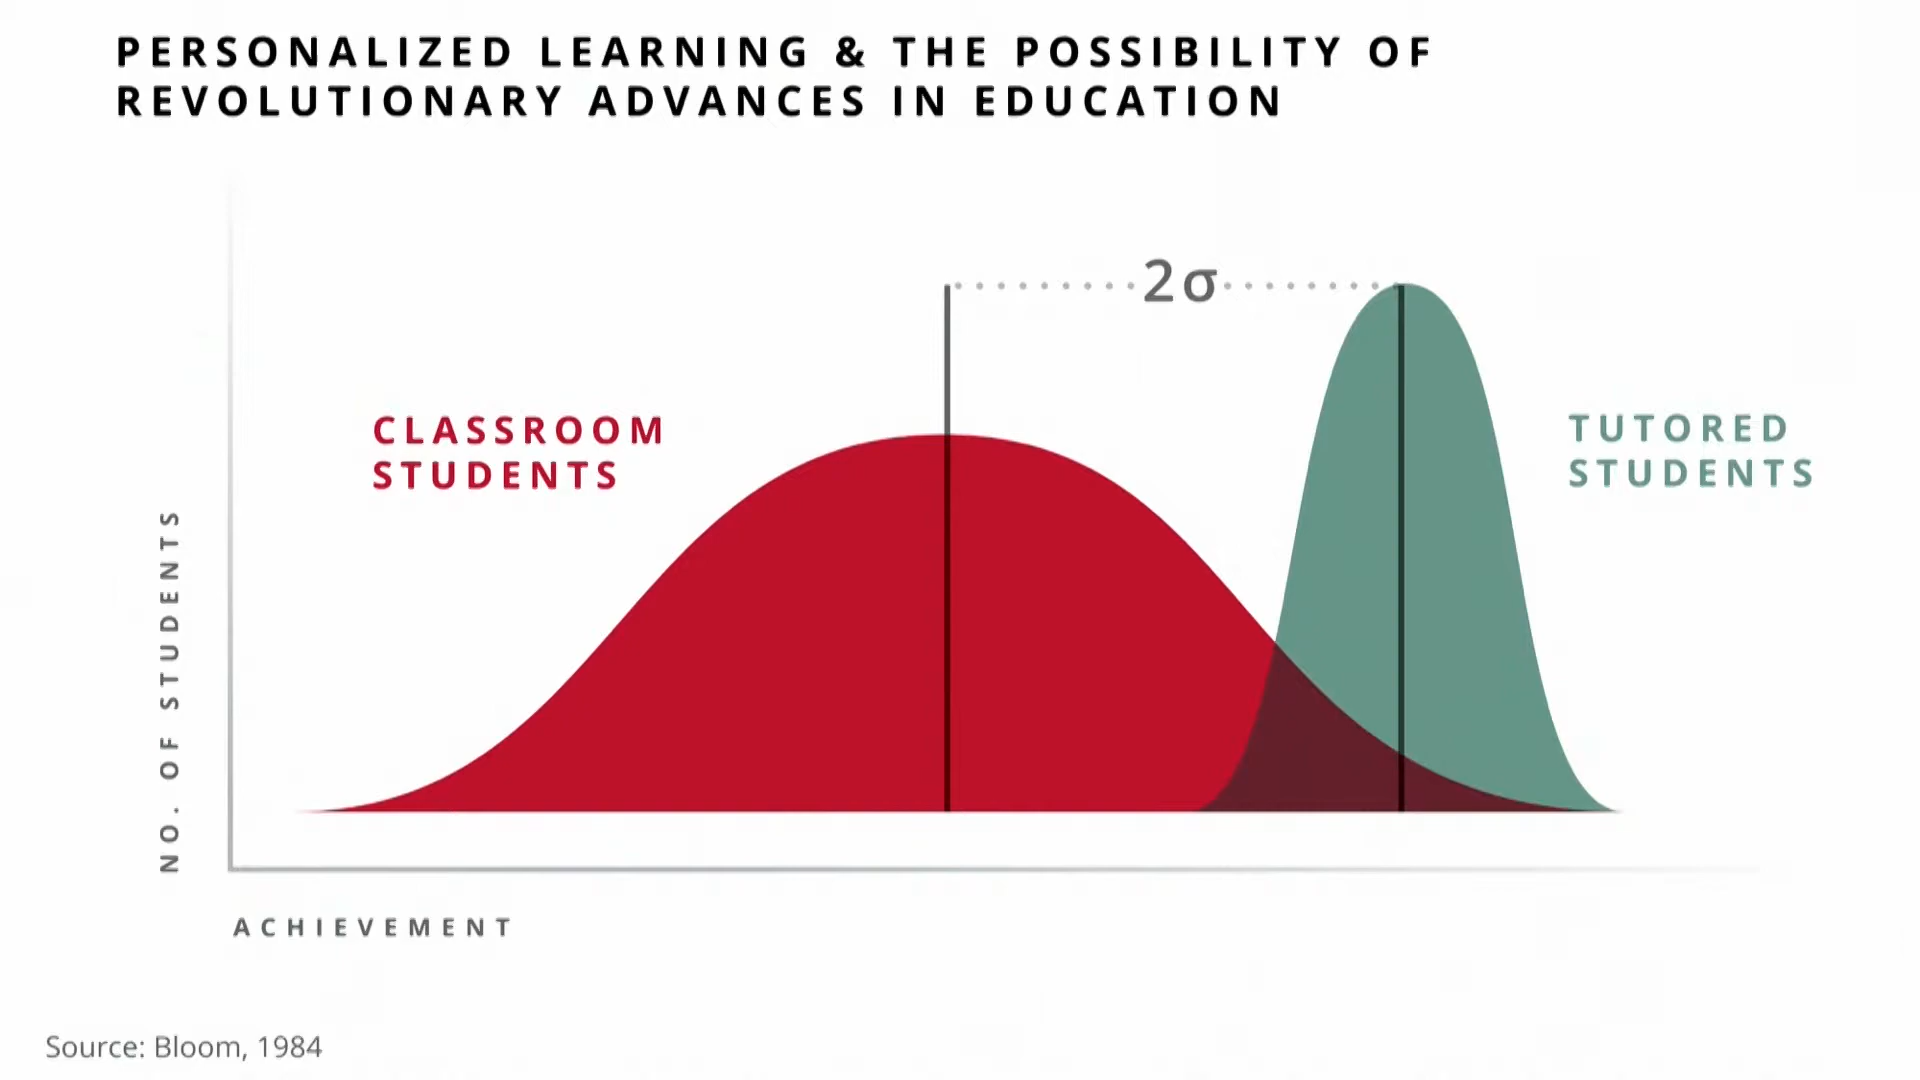 PERSONALIZED LEARNING & THE POSSIBILITY OF
REVOLUTIONARY ADVANCES IN EDUCATION
2σ
CLASSROOM
STUDENTS
TUTORED
STUDENTS
NO. OF STUDENTS
ACHIEVEMENT
Source: Bloom, 1984